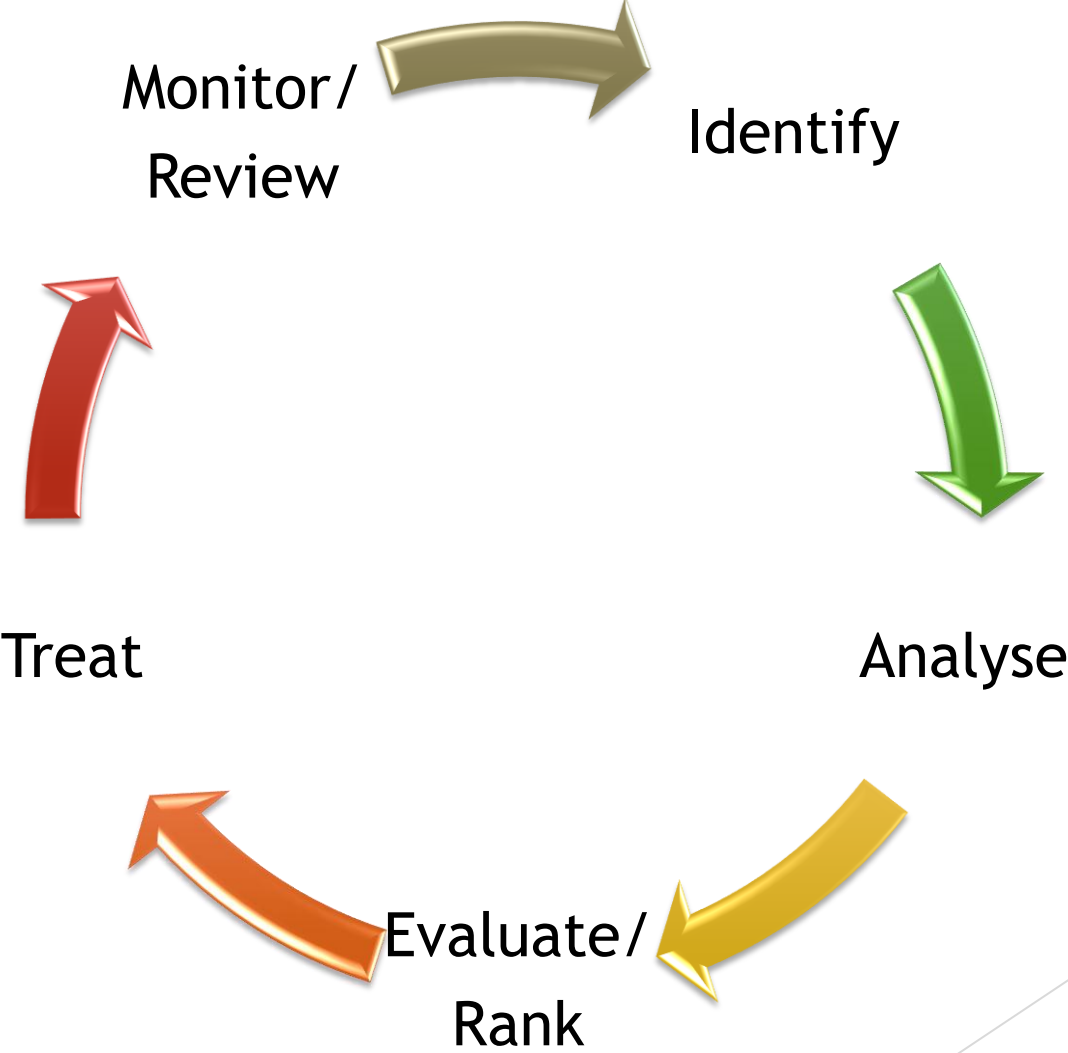 Monitor/
Review
Identify
Treat
Analyse
Evaluate/
Rank